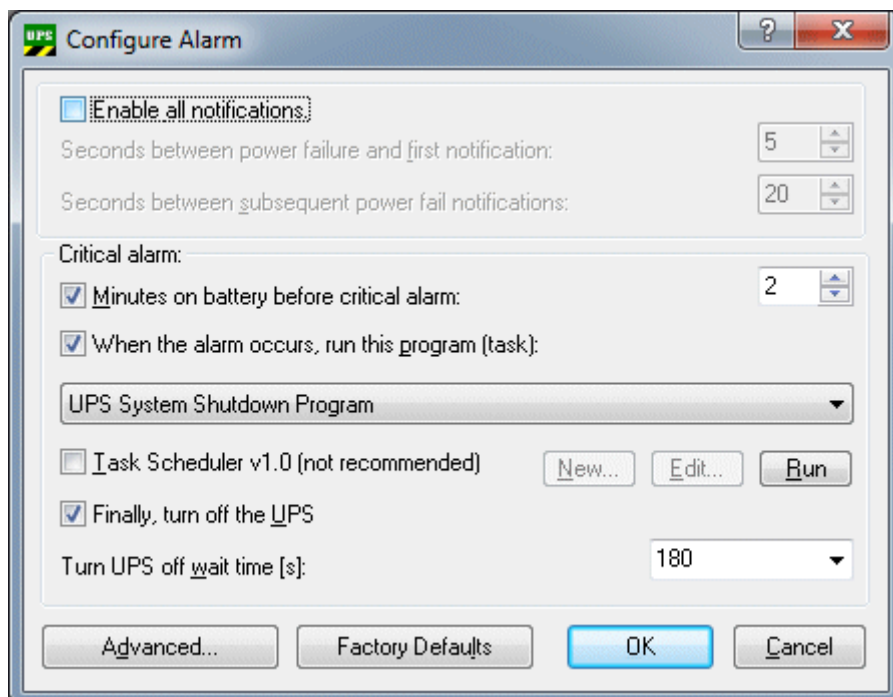 UPS Configure Alarm
Enable all notifications.
Seconds between power failure and first notification: 5
Seconds between subsequent power fail notifications: 20
Critical alarm:
Minutes on battery before critical alarm: 2
When the alarm occurs, run this program (task):
UPS System Shutdown Program
Task Scheduler v1.0 (not recommended) New... Edit... Run
Finally, turn off the UPS
Turn UPS off wait time [s]: 180
Advanced... Factory Defaults OK Cancel